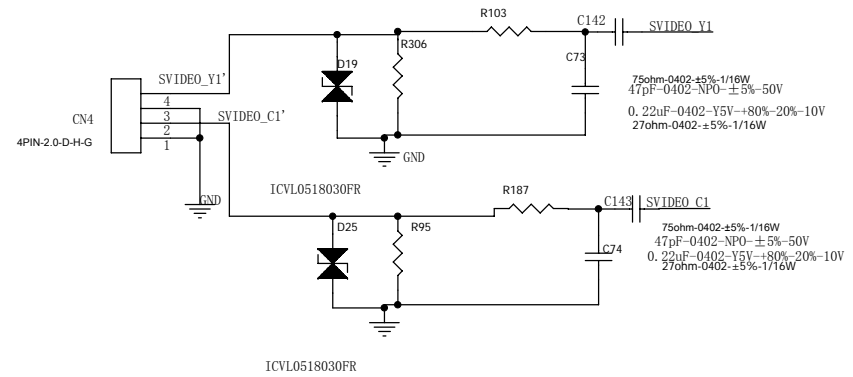 R103
C142
SVIDEO_Y1
R306
C73
D19
SVIDEO_Y1'
75ohm-0402-±5%-1/16W
47pF-0402-NPO-±5%-50V
4
CN4
3
SVIDEO_C1'
0.22uF-0402-Y5V-+80%-20%-10V
2
27ohm-0402-±5%-1/16W
4PIN-2.0-D-H-G
1
GND
ICVL0518030FR
R187
GND
C143
SVIDEO_C1
D25
R95
75ohm-0402-±5%-1/16W
47pF-0402-NPO-±5%-50V
C74
0.22uF-0402-Y5V-+80%-20%-10V
27ohm-0402-±5%-1/16W
ICVL0518030FR